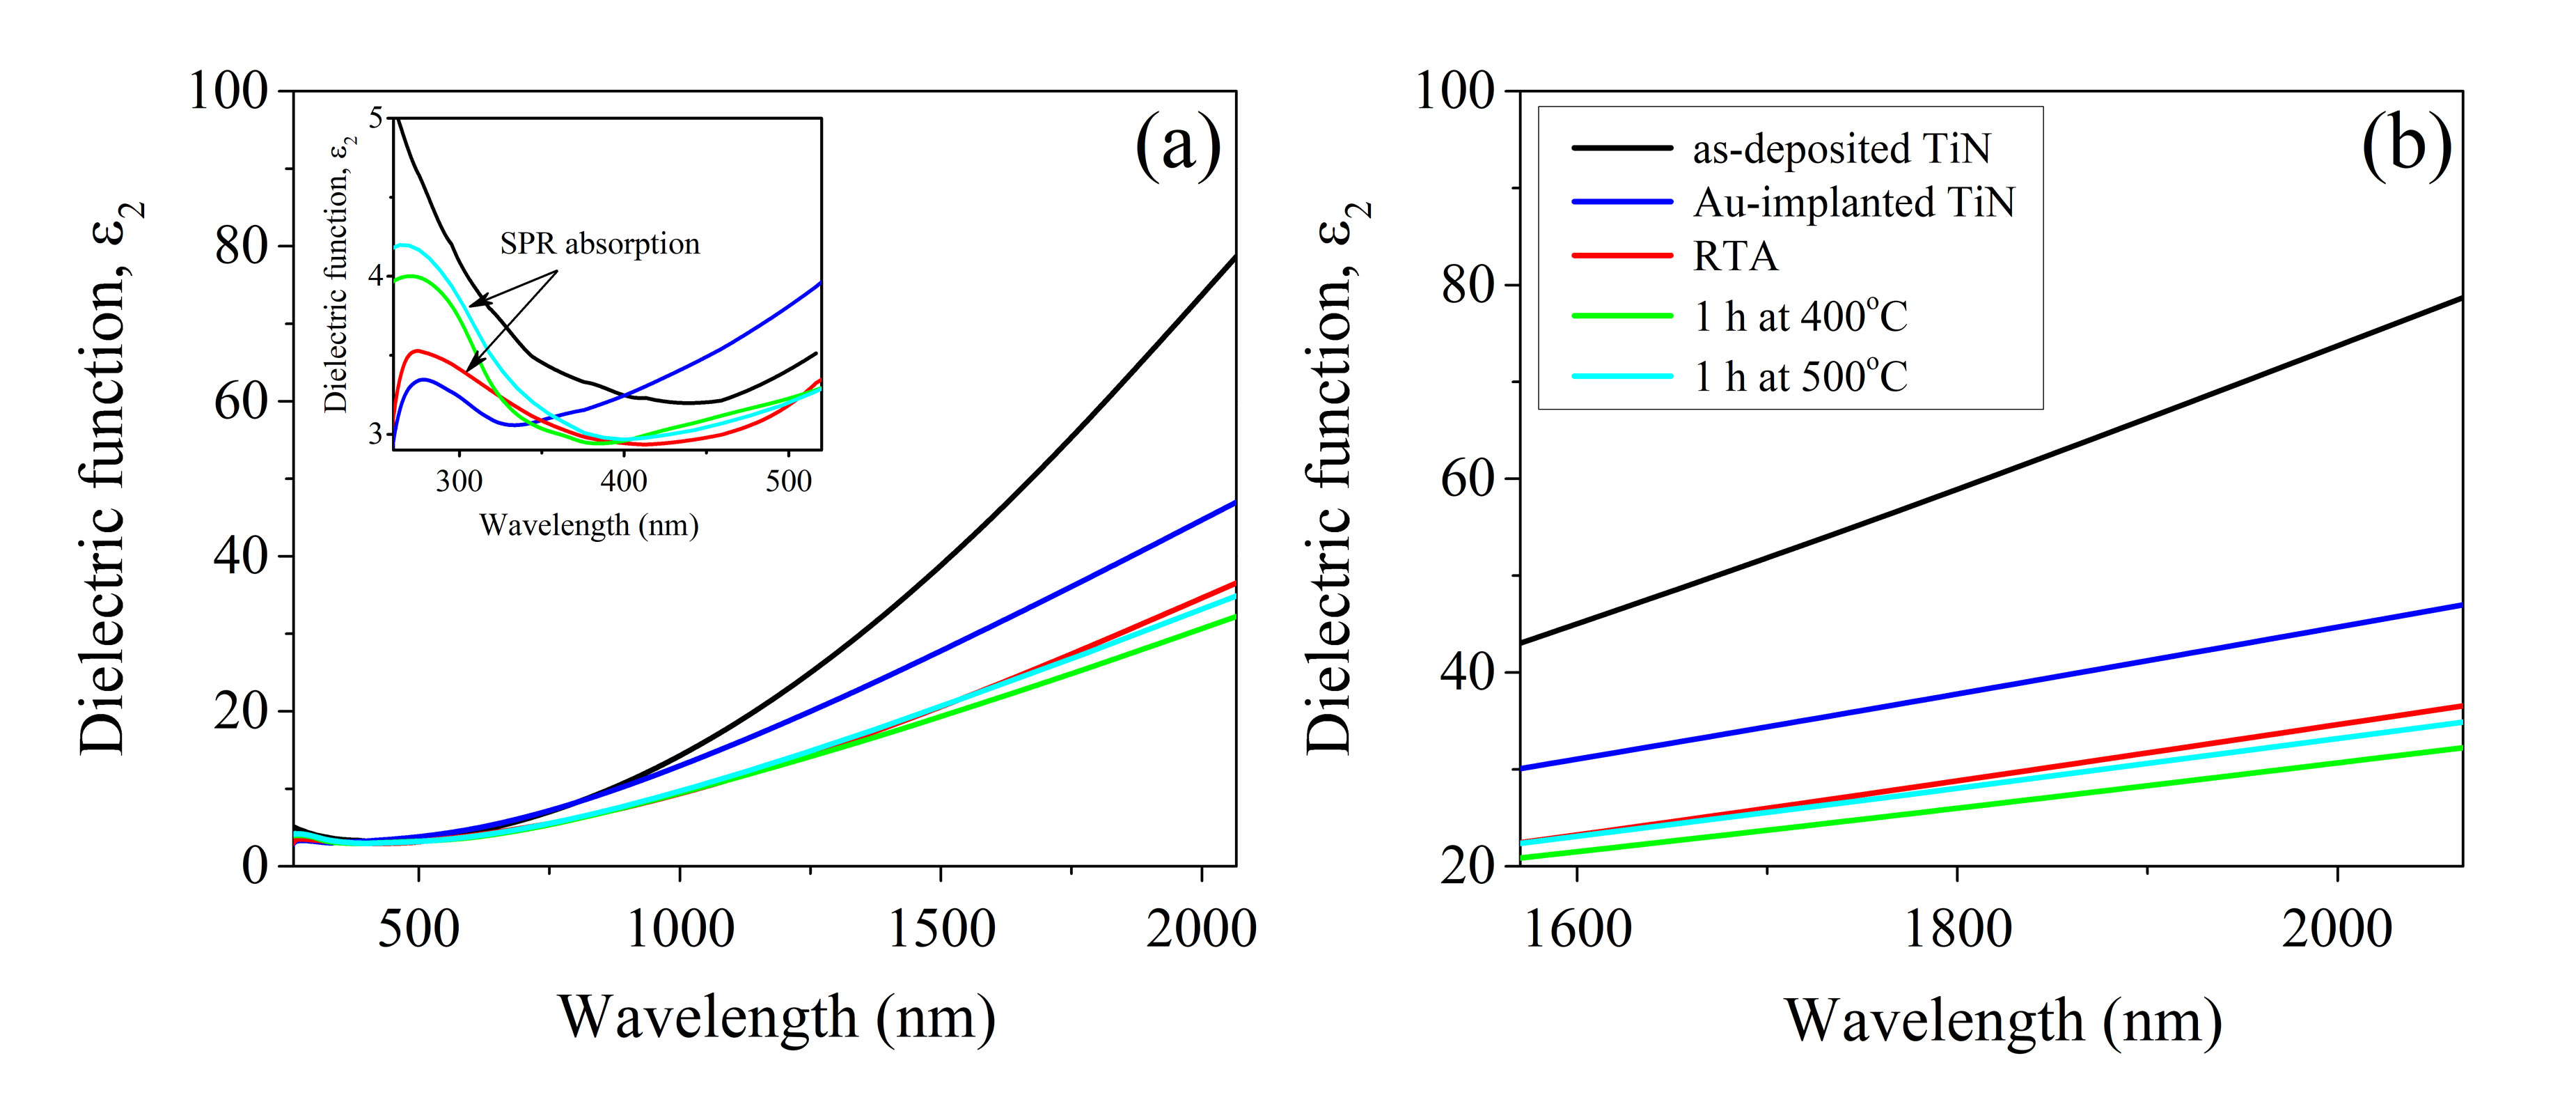 100
80
60
40
20
0
Dielectric function, ε₂
500
1000
1500
2000
Wavelength (nm)
(a)
5
4
3
Dielectric function, ε₂
300
400
500
Wavelength (nm)
SPR absorption
100
80
60
40
20
Dielectric function, ε₂
1600
1800
2000
Wavelength (nm)
(b)
as-deposited TiN
Au-implanted TiN
RTA
1 h at 400°C
1 h at 500°C